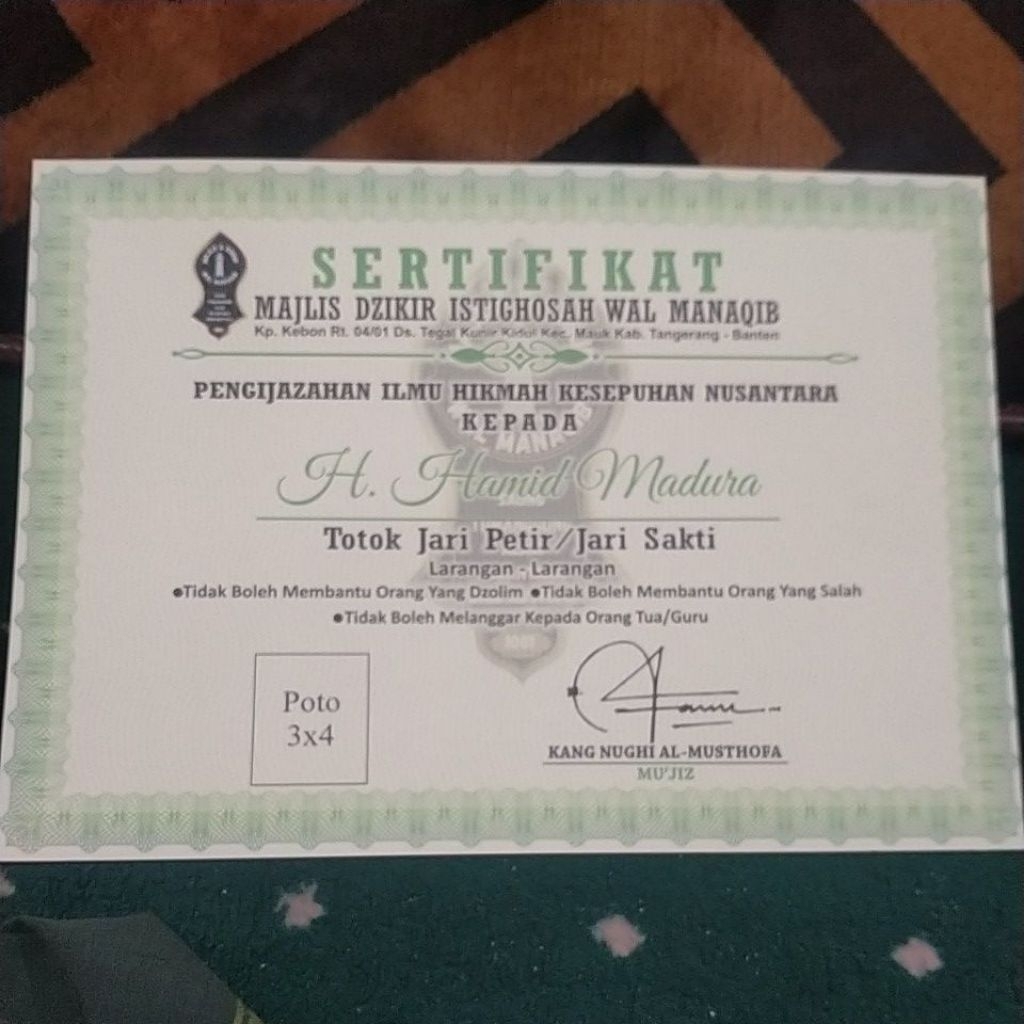 SERTIFIKAT
MAJLIS DZIKIR ISTIGHOSAH WAL MANAQIB
Kp. Kebon Rt. 04/01 Ds. Tegal Kunir Kidul Kec. Mauk Kab. Tangerang - Banten
PENGIJAZAHAN ILMU HIKMAH KESEPUHAN NUSANTARA
KEPADA
H. Hamid Madura
Totok Jari Petir/Jari Sakti
Larangan - Larangan
●Tidak Boleh Membantu Orang Yang Dzolim ●Tidak Boleh Membantu Orang Yang Salah
●Tidak Boleh Melanggar Kepada Orang Tua/Guru
Poto
3x4
KANG NUGHI AL-MUSTHOFA
MU'JIZ